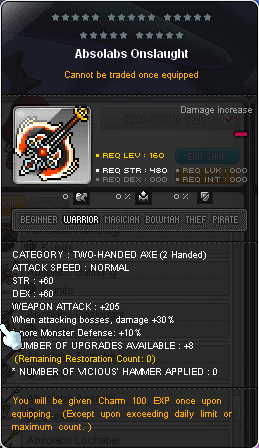 Absolabs Onslaught
Cannot be traded once equipped
Damage increase
REQ LEV : 160
REQ STR : 480 REQ LUK : 000
REQ DEX : 000 REQ INT : 000
0 % 0 % 0
BEGINNER WARRIOR MAGICIAN BOWMAN THIEF PIRATE
CATEGORY : TWO-HANDED AXE (2 Handed)
ATTACK SPEED : NORMAL
STR : +60
DEX : +60
WEAPON ATTACK : +205
When attacking bosses, damage +30%
nore Monster Defense: +10%
NUMBER OF UPGRADES AVAILABLE : +8
(Remaining Restoration Count: 0)
* NUMBER OF VICIOUS' HAMMER APPLIED : 0
You will be given Charm 100 EXP once upon
equipping. (Except upon exceeding daily limit or
maximum count. )